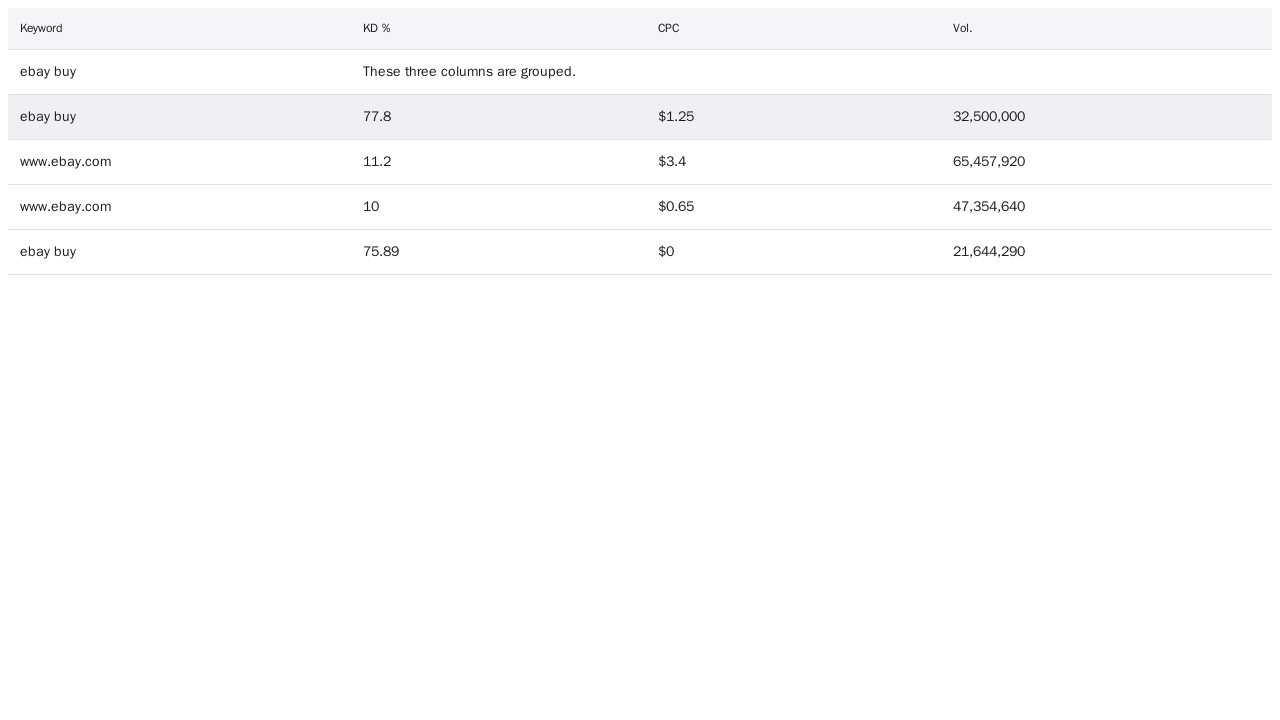 Keyword KD % CPC Vol.
ebay buy These three columns are grouped.
ebay buy 77.8 $1.25 32,500,000
www.ebay.com 11.2 $3.4 65,457,920
www.ebay.com 10 $0.65 47,354,640
ebay buy 75.89 $0 21,644,290